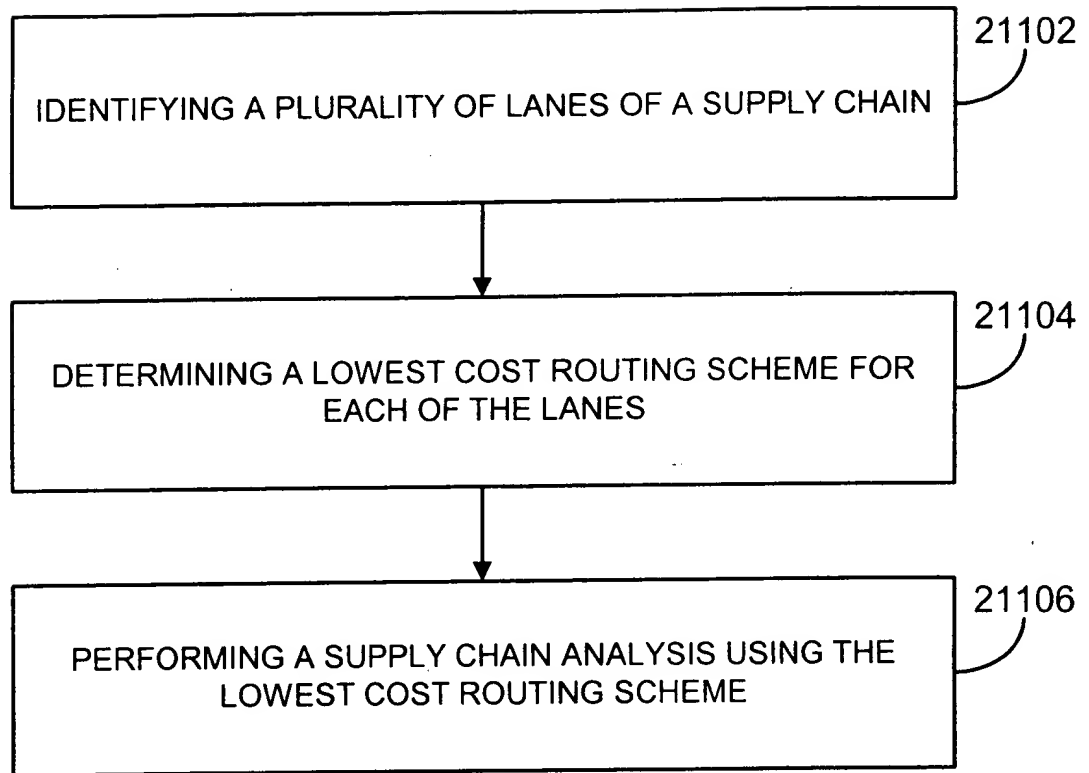 21102
IDENTIFYING A PLURALITY OF LANES OF A SUPPLY CHAIN
21104
DETERMINING A LOWEST COST ROUTING SCHEME FOR
EACH OF THE LANES
21106
PERFORMING A SUPPLY CHAIN ANALYSIS USING THE
LOWEST COST ROUTING SCHEME